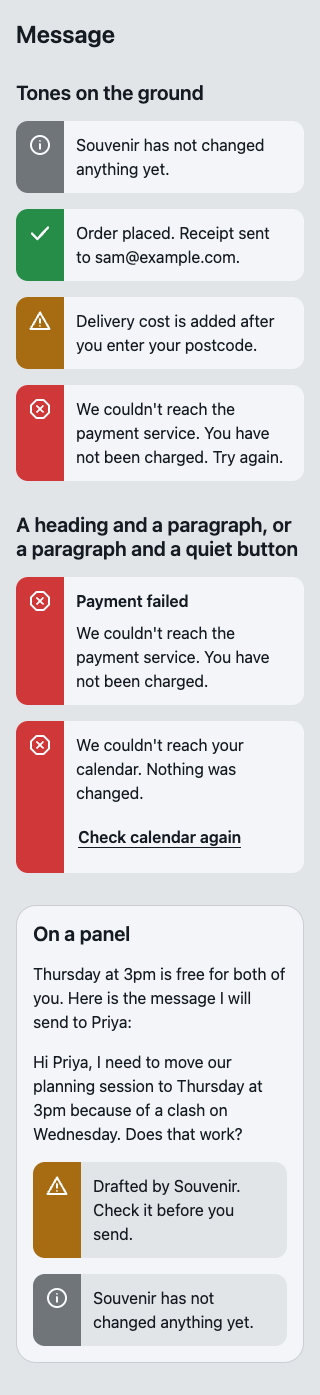 Message
Tones on the ground
Souvenir has not changed
anything yet.
Order placed. Receipt sent
to sam@example.com.
Delivery cost is added after
you enter your postcode.
We couldn't reach the
payment service. You have
not been charged. Try again.
A heading and a paragraph, or
a paragraph and a quiet button
Payment failed
We couldn't reach the
payment service. You have
not been charged.
We couldn't reach your
calendar. Nothing was
changed.
Check calendar again
On a panel
Thursday at 3pm is free for both of
you. Here is the message I will
send to Priya:
Hi Priya, I need to move our
planning session to Thursday at
3pm because of a clash on
Wednesday. Does that work?
Drafted by Souvenir.
Check it before you
send.
Souvenir has not
changed anything yet.